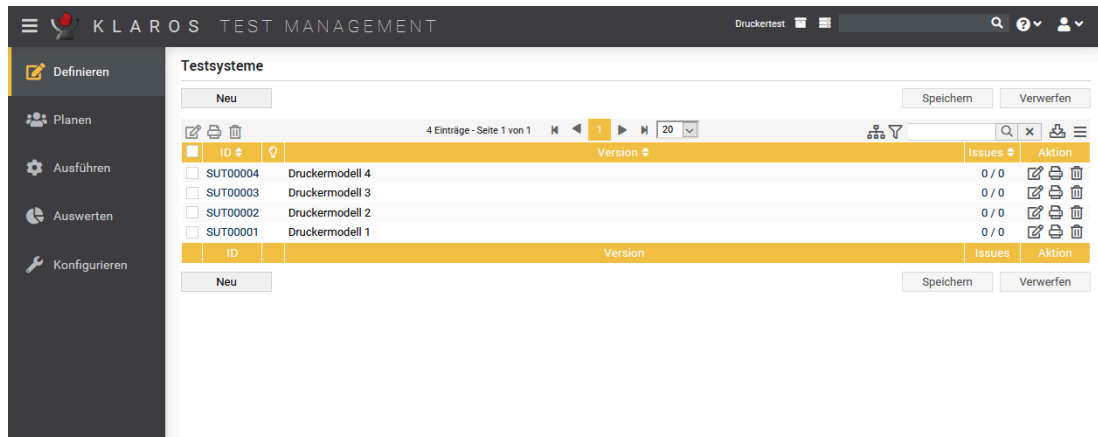 KLAROS TEST MANAGEMENT
Druckertest
Definieren
Planen
Ausführen
Auswerten
Konfigurieren
Testsysteme
Neu
Speichern
Verwerfen
4 Einträge - Seite 1 von 1
1
20
ID Version Issues Aktion
SUT00004 Druckermodell 4 0 / 0
SUT00003 Druckermodell 3 0 / 0
SUT00002 Druckermodell 2 0 / 0
SUT00001 Druckermodell 1 0 / 0
ID Version Issues Aktion
Neu
Speichern
Verwerfen